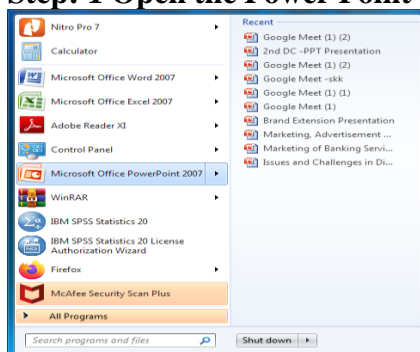 Step: 1 Open the Power Point
Nitro Pro 7
Calculator
Microsoft Office Word 2007
Microsoft Office Excel 2007
Adobe Reader XI
Control Panel
Microsoft Office PowerPoint 2007
WinRAR
IBM SPSS Statistics 20
IBM SPSS Statistics 20 License
Authorization Wizard
Firefox
McAfee Security Scan Plus
All Programs
Search programs and files
Recent
Google Meet (1) (2)
2nd DC -PPT Presentation
Google Meet (2)
Google Meet -skk
Google Meet (1) (1)
Google Meet (1)
Brand Extension Presentation
Marketing, Advertisement ...
Marketing of Banking Servi...
Issues and Challenges in Di...
Shut down